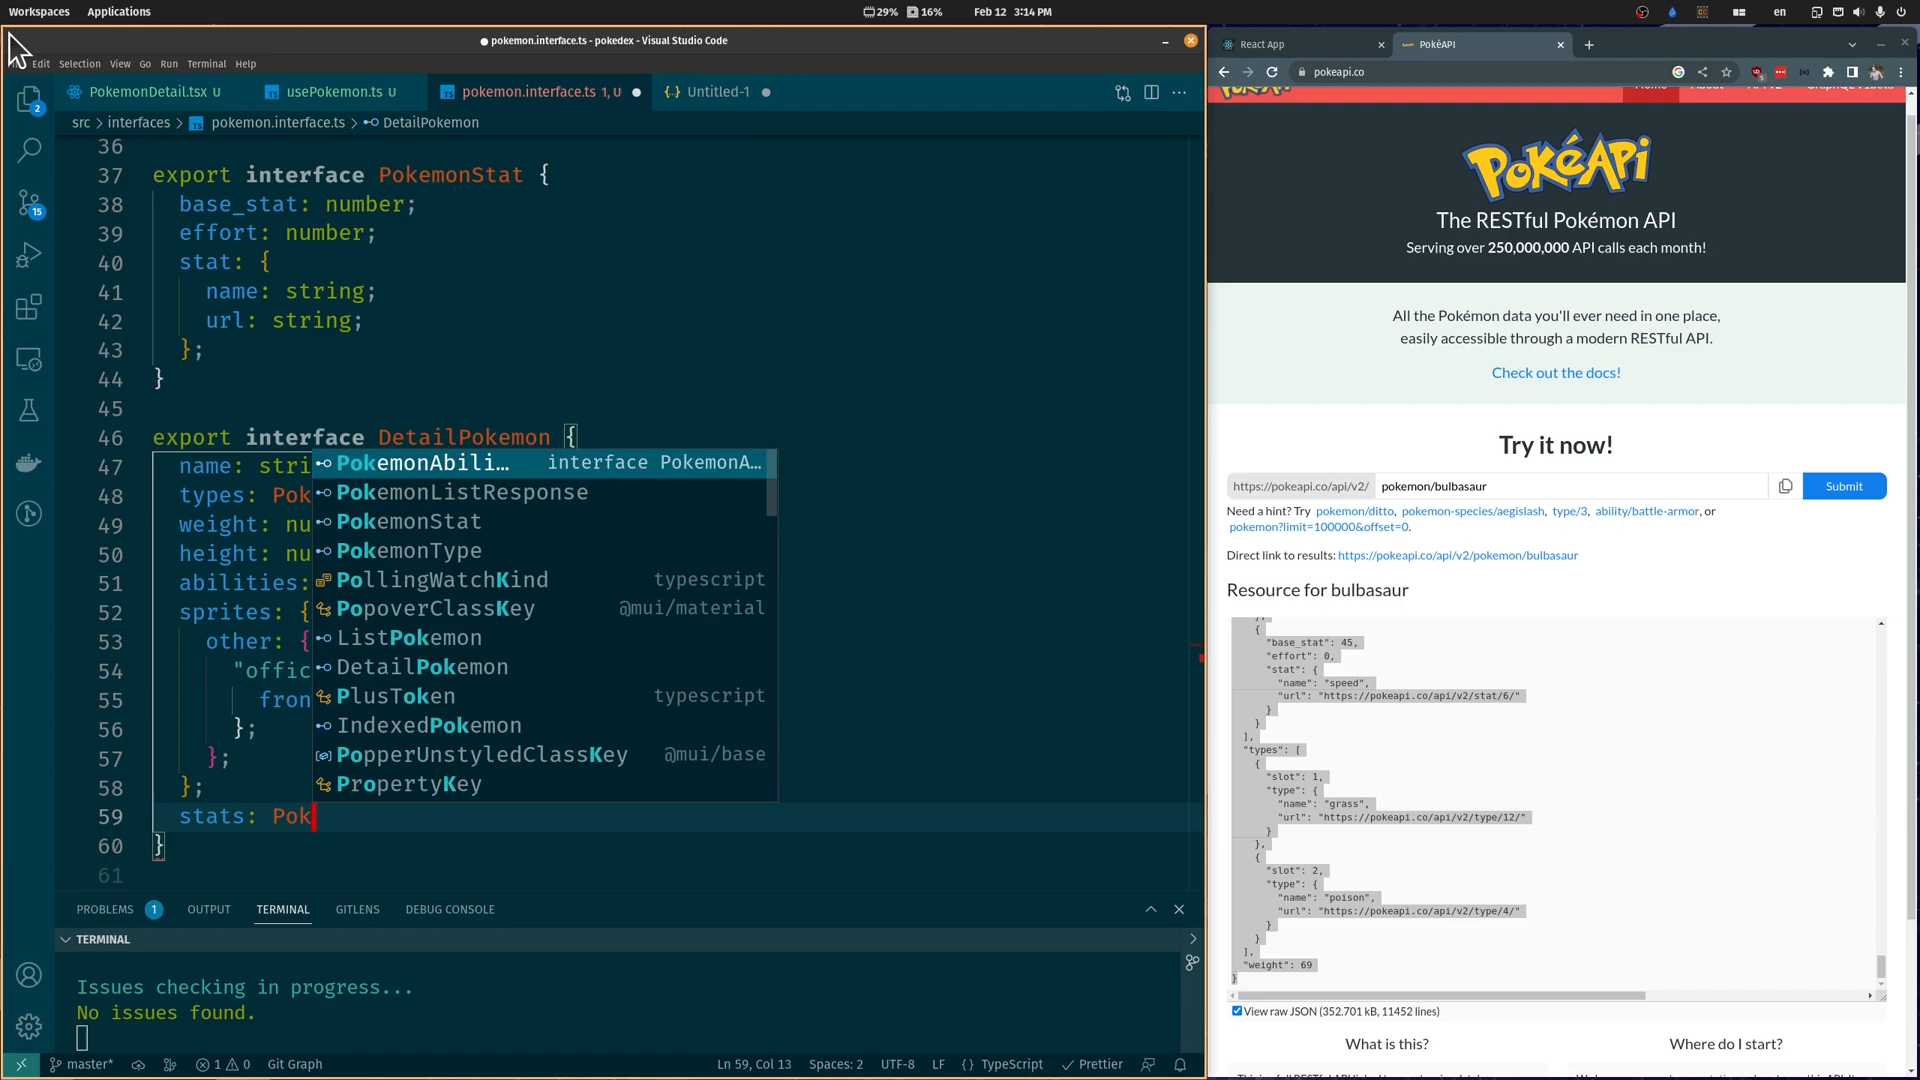 Workspaces Applications 29% 16% Feb 12 3:14 PM en
pokemon.interface.ts - pokedex - Visual Studio Code
Edit Selection View Go Run Terminal Help
PokemonDetail.tsx U usePokemon.ts U pokemon.interface.ts 1, U Untitled-1
src > interfaces > TS pokemon.interface.ts > DetailPokemon
36
37 export interface PokemonStat {
38 base_stat: number;
39 effort: number;
40 stat: {
41 name: string;
42 url: string;
43 };
44 }
45
46 export interface DetailPokemon {
47 name: stri
48 types: Pok
49 weight: nu
50 height: nu
51 abilities:
52 sprites: {
53 other: {
54 "offic
55 fron
56 };
57 };
58 };
59 stats: Pok
60 }
61
PokemonAbili... interface PokemonA...
PokemonListResponse
PokemonStat
PokemonType
PollingWatchKind typescript
PopoverClassKey @mui/material
ListPokemon
DetailPokemon
PlusToken typescript
IndexedPokemon
PopperUnstyledClassKey @mui/base
PropertyKey
PROBLEMS 1 OUTPUT TERMINAL GITLENS DEBUG CONSOLE
TERMINAL
Issues checking in progress...
No issues found.
2
15
master* 1 0 Git Graph Ln 59, Col 13 Spaces: 2 UTF-8 LF {} TypeScript Prettier
React App PokéAPI
pokeapi.co
PokéAPI
The RESTful Pokémon API
Serving over 250,000,000 API calls each month!
All the Pokémon data you'll ever need in one place,
easily accessible through a modern RESTful API.
Check out the docs!
Try it now!
https://pokeapi.co/api/v2/ pokemon/bulbasaur Submit
Need a hint? Try pokemon/ditto, pokemon-species/aegislash, type/3, ability/battle-armor, or
pokemon?limit=100000&offset=0.
Direct link to results: https://pokeapi.co/api/v2/pokemon/bulbasaur
Resource for bulbasaur
},
{
"base_stat": 45,
"effort": 0,
"stat": {
"name": "speed",
"url": "https://pokeapi.co/api/v2/stat/6/"
}
}
],
"types": [
{
"slot": 1,
"type": {
"name": "grass",
"url": "https://pokeapi.co/api/v2/type/12/"
}
},
{
"slot": 2,
"type": {
"name": "poison",
"url": "https://pokeapi.co/api/v2/type/4/"
}
}
],
"weight": 69
}
View raw JSON (352.701 kB, 11452 lines)
What is this? Where do I start?